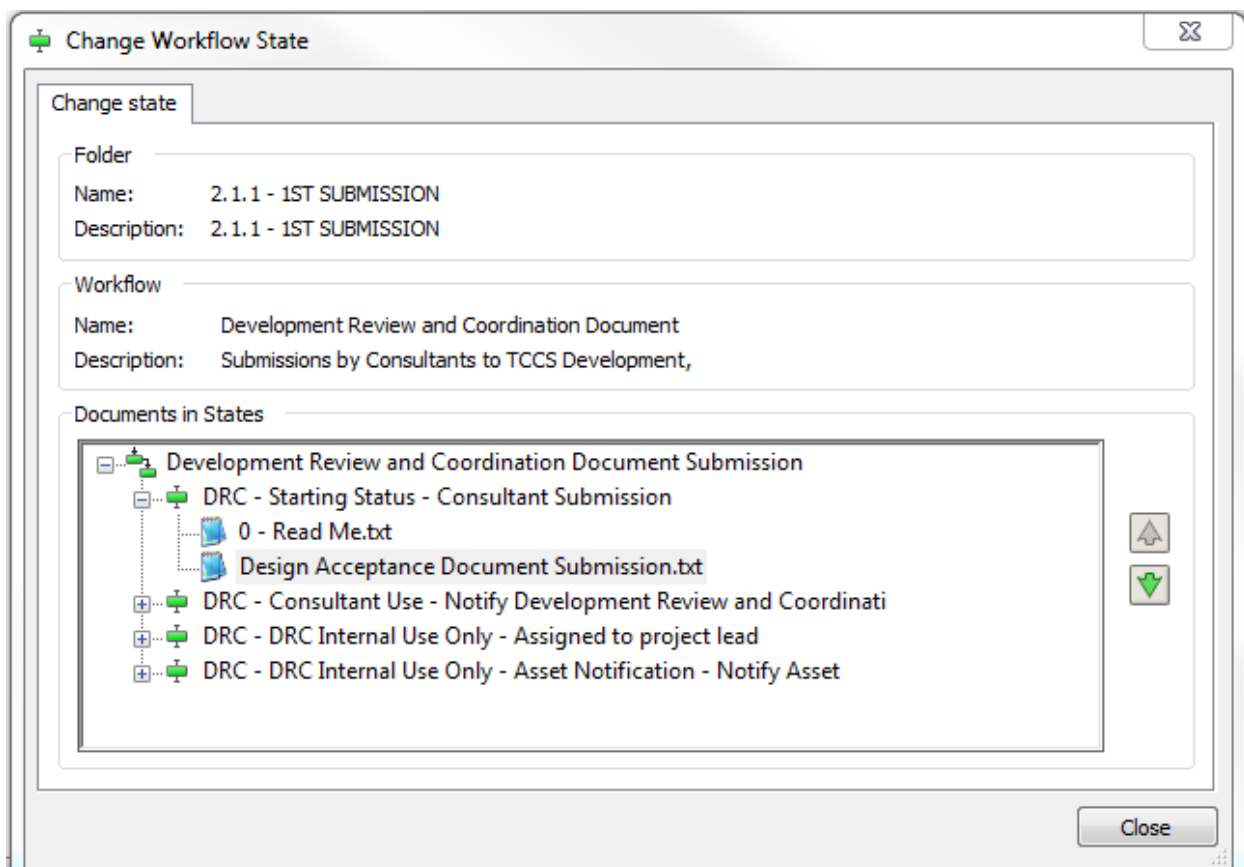 Change Workflow State
Change state
Folder
Name: 2.1.1 - 1ST SUBMISSION
Description: 2.1.1 - 1ST SUBMISSION
Workflow
Name: Development Review and Coordination Document
Description: Submissions by Consultants to TCCS Development,
Documents in States
Development Review and Coordination Document Submission
DRC - Starting Status - Consultant Submission
0 - Read Me.txt
Design Acceptance Document Submission.txt
DRC - Consultant Use - Notify Development Review and Coordinati
DRC - DRC Internal Use Only - Assigned to project lead
DRC - DRC Internal Use Only - Asset Notification - Notify Asset
Close